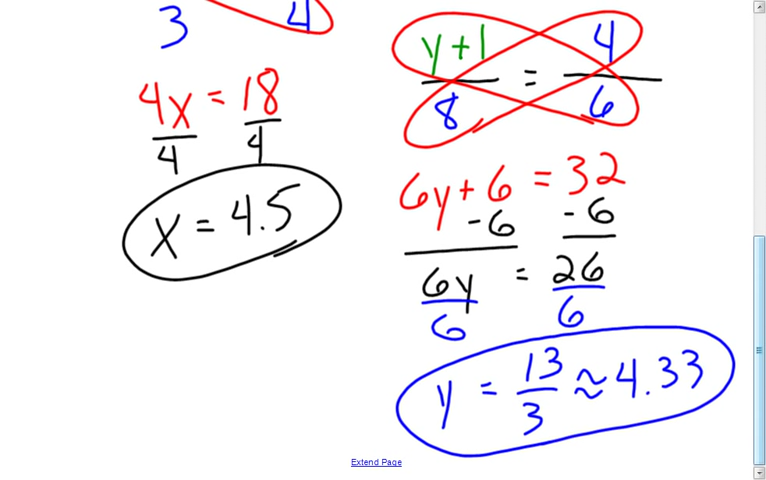 3 4
4x = 18
4 4
x = 4.5
y + 1 = 4
8 6
6y + 6 = 32
- 6 - 6
6y = 26
6 6
y = 13/3 ≈ 4.33
Extend Page